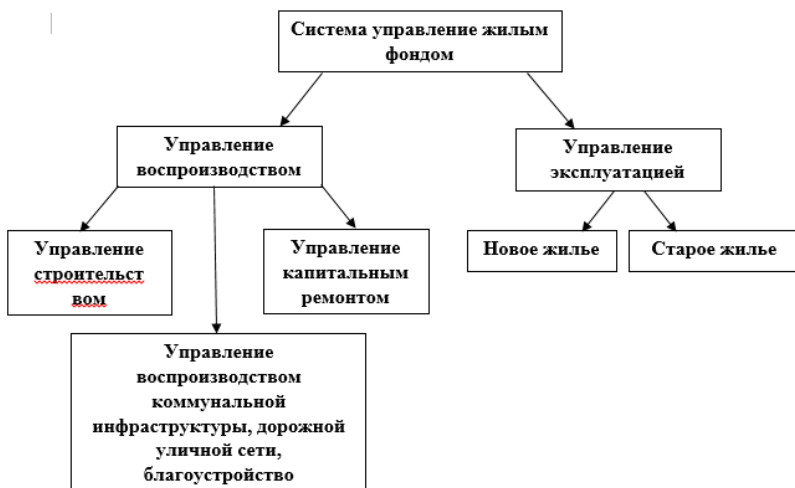 Система управление жилым
фондом
Управление
воспроизводством
Управление
эксплуатацией
Управление
строительст
вом
Управление
капитальным
ремонтом
Новое жилье
Старое жилье
Управление
воспроизводством
коммунальной
инфраструктуры, дорожной
уличной сети,
благоустройство